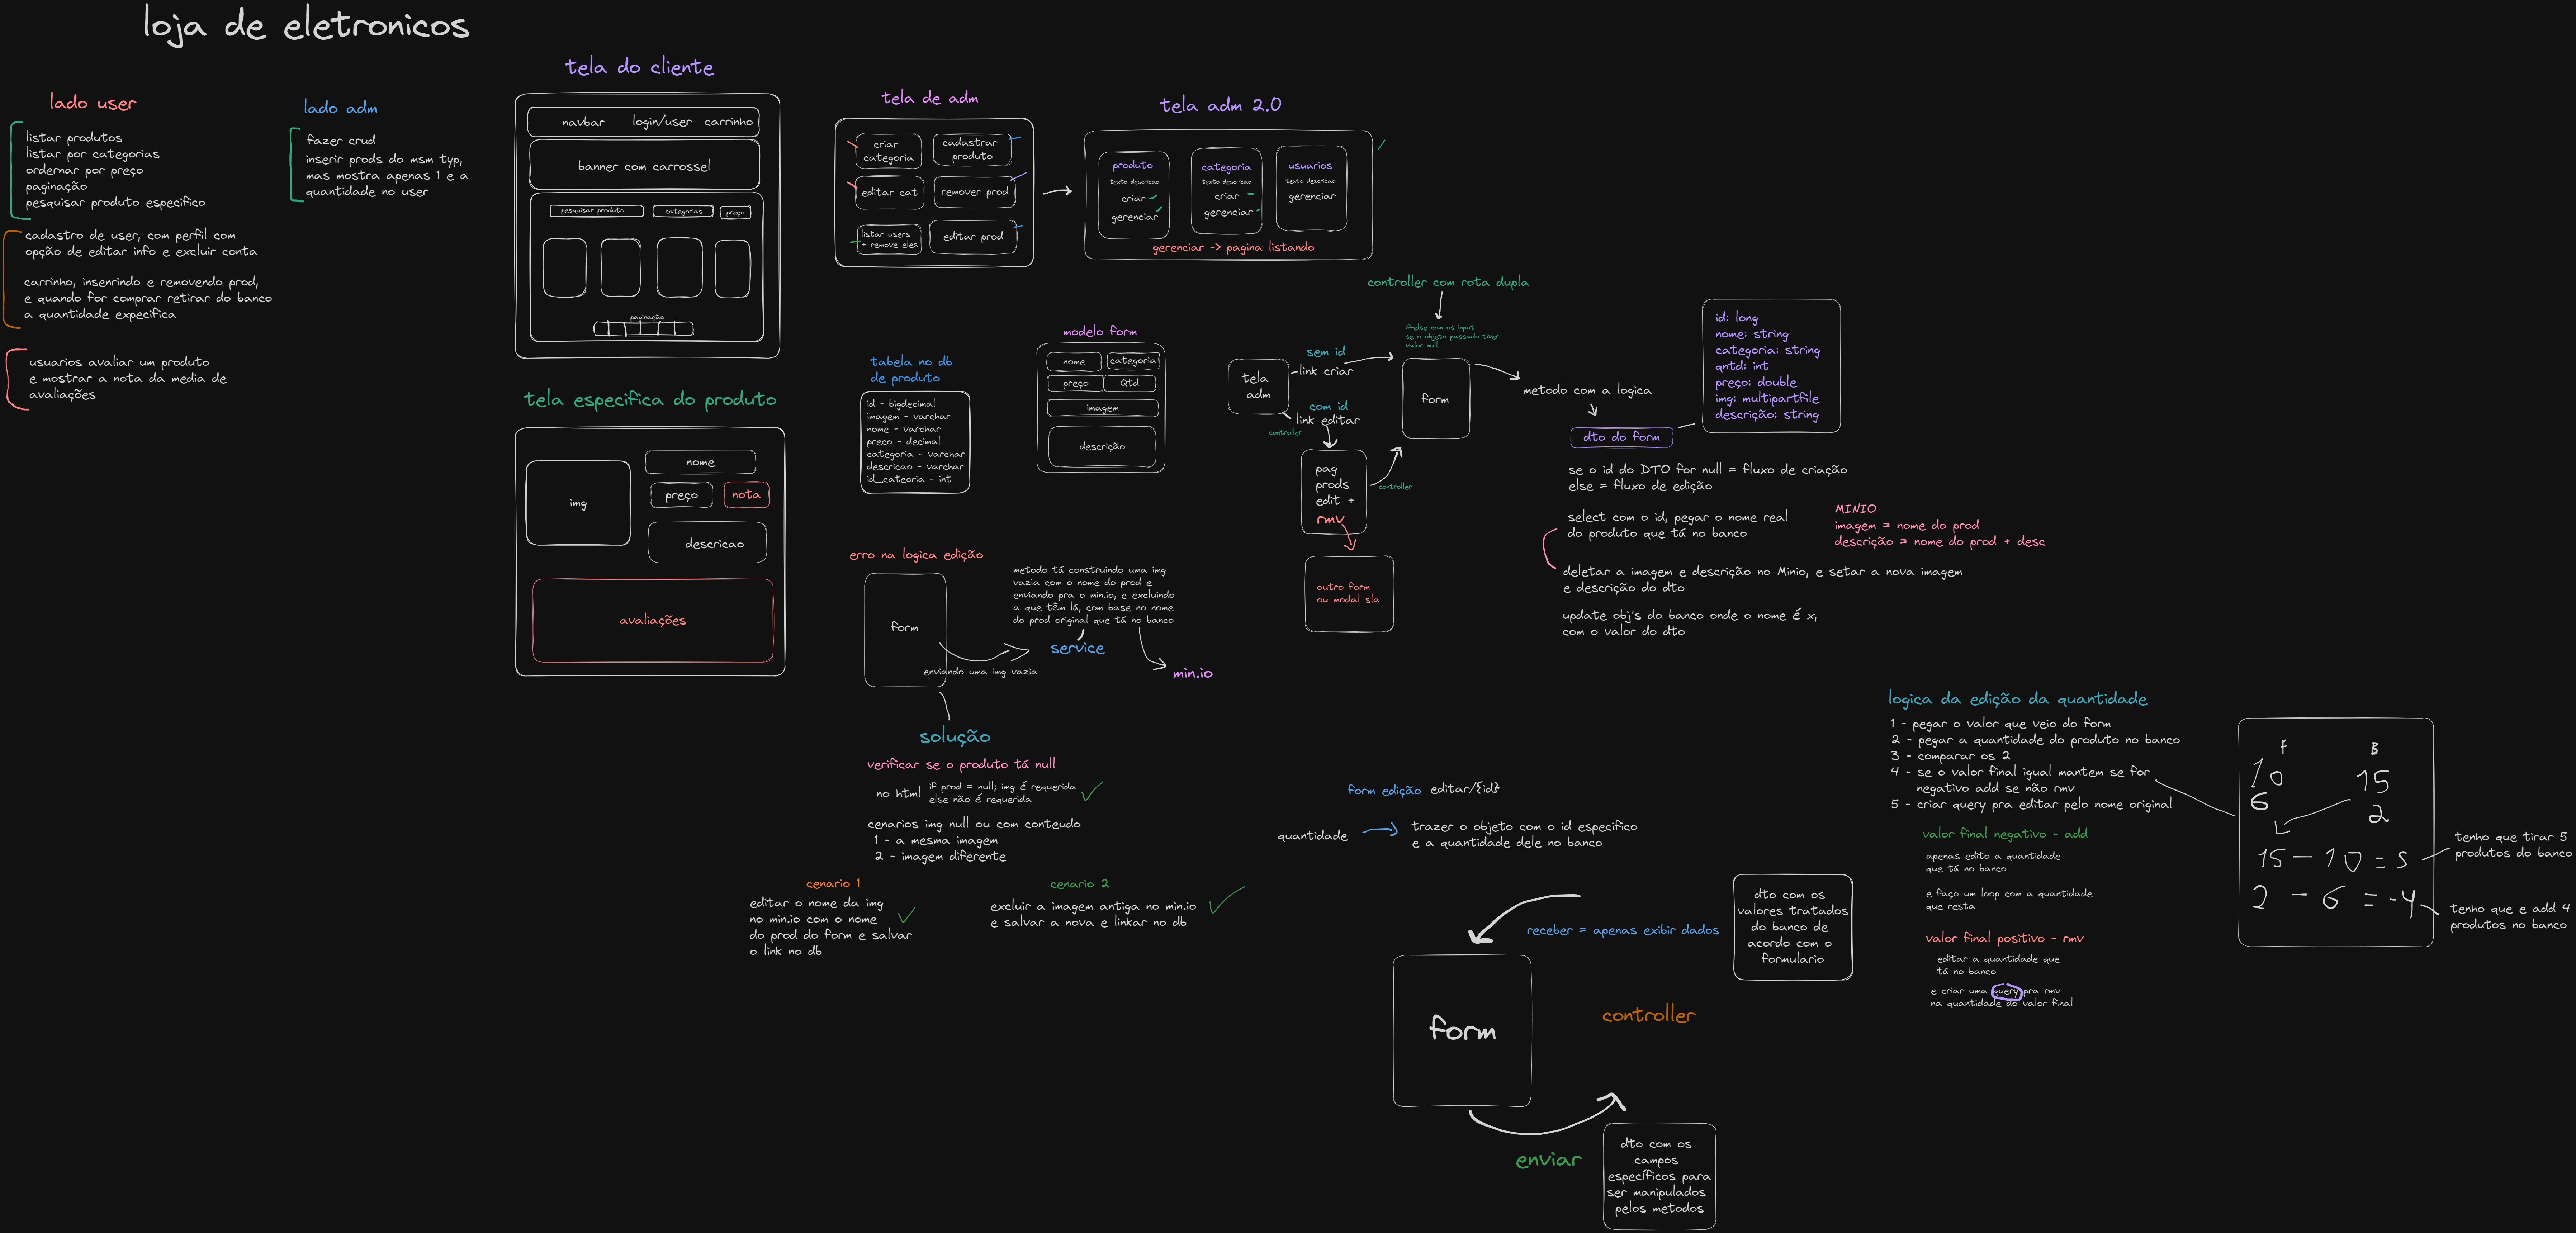 loja de eletronicos
lado user
listar produtos
listar por categorias
ordernar por preço
paginação
pesquisar produto especifico
cadastro de user, com perfil com
opção de editar info e excluir conta
carrinho, insenrindo e removendo prod,
e quando for comprar retirar do banco
a quantidade expecifica
usuarios avaliar um produto
e mostrar a nota da media de
avaliações
lado adm
fazer crud
inserir prods do msm typ,
mas mostra apenas 1 e a
quantidade no user
tela do cliente
navbar
login/user
carrinho
banner com carrossel
pesquisar produto
categorias
preço
paginação
tela especifica do produto
img
nome
preço
nota
descricao
avaliações
tela de adm
criar
categoria
cadastrar
produto
editar cat
remover prod
listar users
+ remove eles
editar prod
tela adm 2.0
produto
texto descricao
criar
gerenciar
categoria
texto descricao
criar
gerenciar
usuarios
texto descricao
gerenciar
gerenciar -> pagina listando
tabela no db
de produto
id - bigdecimal
imagem - varchar
nome - varchar
preco - decimal
categoria - varchar
descricao - varchar
id_cateoria - int
modelo form
nome
categoria
preço
Qtd
imagem
descrição
controller com rota dupla
if-else com os input
se o objeto passado tiver
valor null
tela
adm
sem id
link criar
com id
link editar
controller
form
pag
prods
edit +
rmv
controller
outro form
ou modal sla
metodo com a logica
dto do form
id: long
nome: string
categoria: string
qntd: int
preço: double
img: multipartfile
descrição: string
se o id do DTO for null = fluxo de criação
else = fluxo de edição
select com o id, pegar o nome real
do produto que tá no banco
MINIO
imagem = nome do prod
descrição = nome do prod + desc
deletar a imagem e descrição no Minio, e setar a nova imagem
e descrição do dto
update obj's do banco onde o nome é x,
com o valor do dto
erro na logica edição
form
enviando uma img vazia
metodo tá construindo uma img
vazia com o nome do prod e
enviando pra o min.io, e excluindo
a que têm lá, com base no nome
do prod original que tá no banco
service
min.io
solução
verificar se o produto tá null
no html
if prod = null; img é requerida
else não é requerida
cenarios img null ou com conteudo
1 - a mesma imagem
2 - imagem diferente
cenario 1
editar o nome da img
no min.io com o nome
do prod do form e salvar
o link no db
cenario 2
excluir a imagem antiga no min.io
e salvar a nova e linkar no db
form edição editar/{id}
quantidade
trazer o objeto com o id especifico
e a quantidade dele no banco
receber = apenas exibir dados
dto com os
valores tratados
do banco de
acordo com o
formulario
form
controller
enviar
dto com os
campos
específicos para
ser manipulados
pelos metodos
logica da edição da quantidade
1 - pegar o valor que veio do form
2 - pegar a quantidade do produto no banco
3 - comparar os 2
4 - se o valor final igual mantem se for
negativo add se não rmv
5 - criar query pra editar pelo nome original
valor final negativo - add
apenas edito a quantidade
que tá no banco
e faço um loop com a quantidade
que resta
valor final positivo - rmv
editar a quantidade que
tá no banco
e criar uma query pra rmv
na quantidade do valor final
F B
10 15
6 2
15 - 10 = 5
2 - 6 = -4
tenho que tirar 5
produtos do banco
tenho que e add 4
produtos no banco